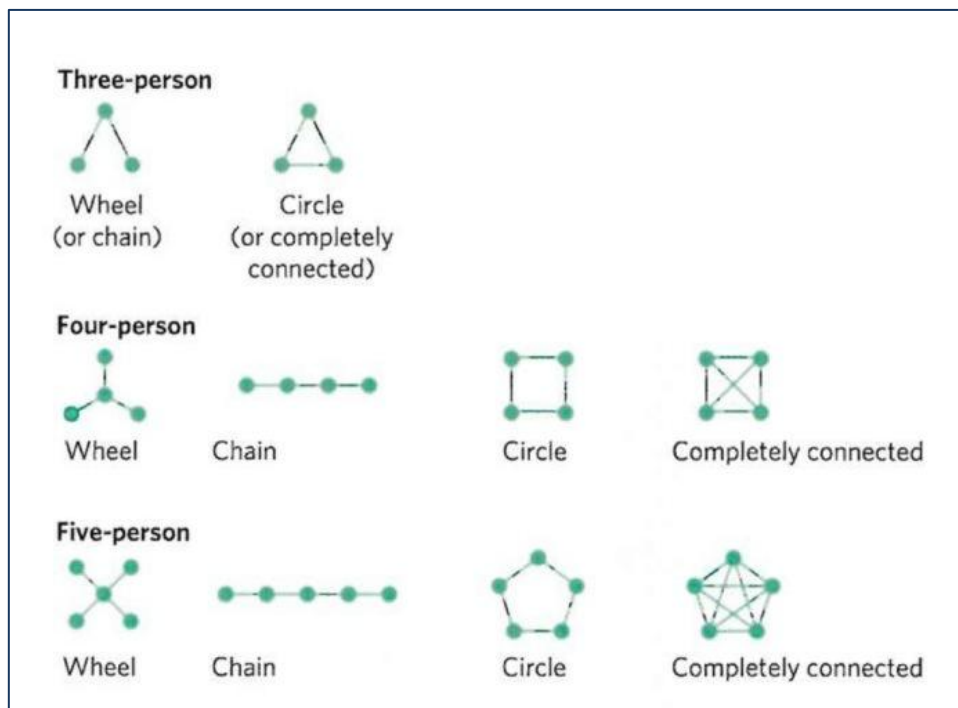 Three-person
Wheel
(or chain)
Circle
(or completely
connected)
Four-person
Wheel
Chain
Circle
Completely connected
Five-person
Wheel
Chain
Circle
Completely connected